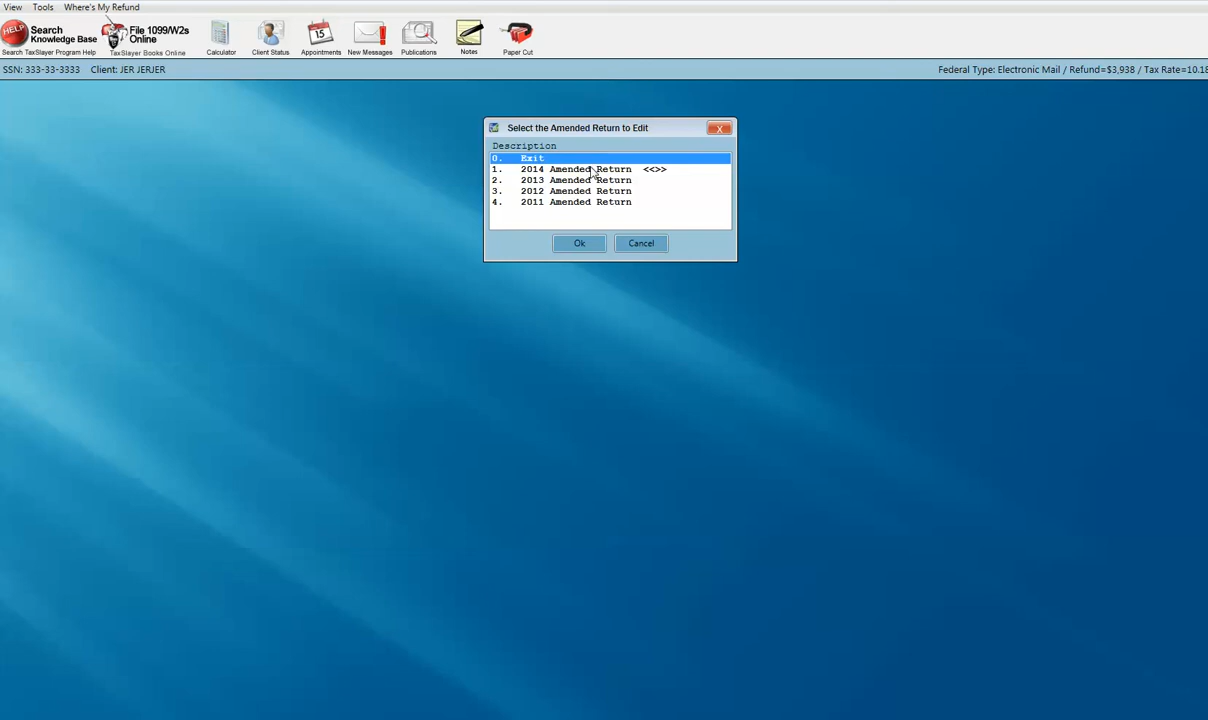 View Tools Where's My Refund
HELP Search Knowledge Base
Search TaxSlayer Program Help
File 1099/W2s Online
TaxSlayer Books Online
Calculator
Client Status
15
Appointments
New Messages
Publications
Notes
Paper Cut
SSN: 333-33-3333 Client: JER JERJER
Federal Type: Electronic Mail / Refund=$3,938 / Tax Rate=10.18
Select the Amended Return to Edit
X
Description
0. Exit
1. 2014 Amended Return <<>>
2. 2013 Amended Return
3. 2012 Amended Return
4. 2011 Amended Return
Ok Cancel